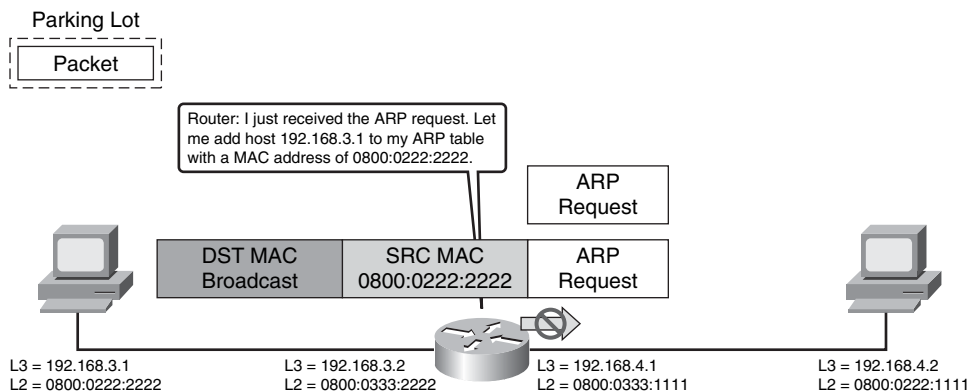 Parking Lot
Packet
Router: I just received the ARP request. Let
me add host 192.168.3.1 to my ARP table
with a MAC address of 0800:0222:2222.
ARP
Request
DST MAC
Broadcast
SRC MAC
0800:0222:2222
ARP
Request
L3 = 192.168.3.1
L2 = 0800:0222:2222
L3 = 192.168.3.2
L2 = 0800:0333:2222
L3 = 192.168.4.1
L2 = 0800:0333:1111
L3 = 192.168.4.2
L2 = 0800:0222:1111